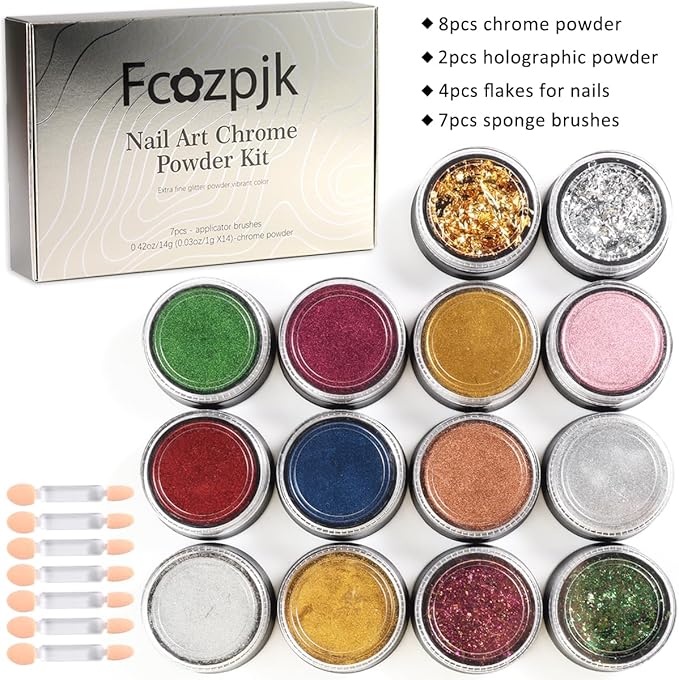 Fcozpjk
Nail Art Chrome
Powder Kit
Extra fine glitter powder vibrant color
7pcs - applicator brushes
0.42oz/14g (0.03oz/1g X14)-chrome powder
◆ 8pcs chrome powder
◆ 2pcs holographic powder
◆ 4pcs flakes for nails
◆ 7pcs sponge brushes